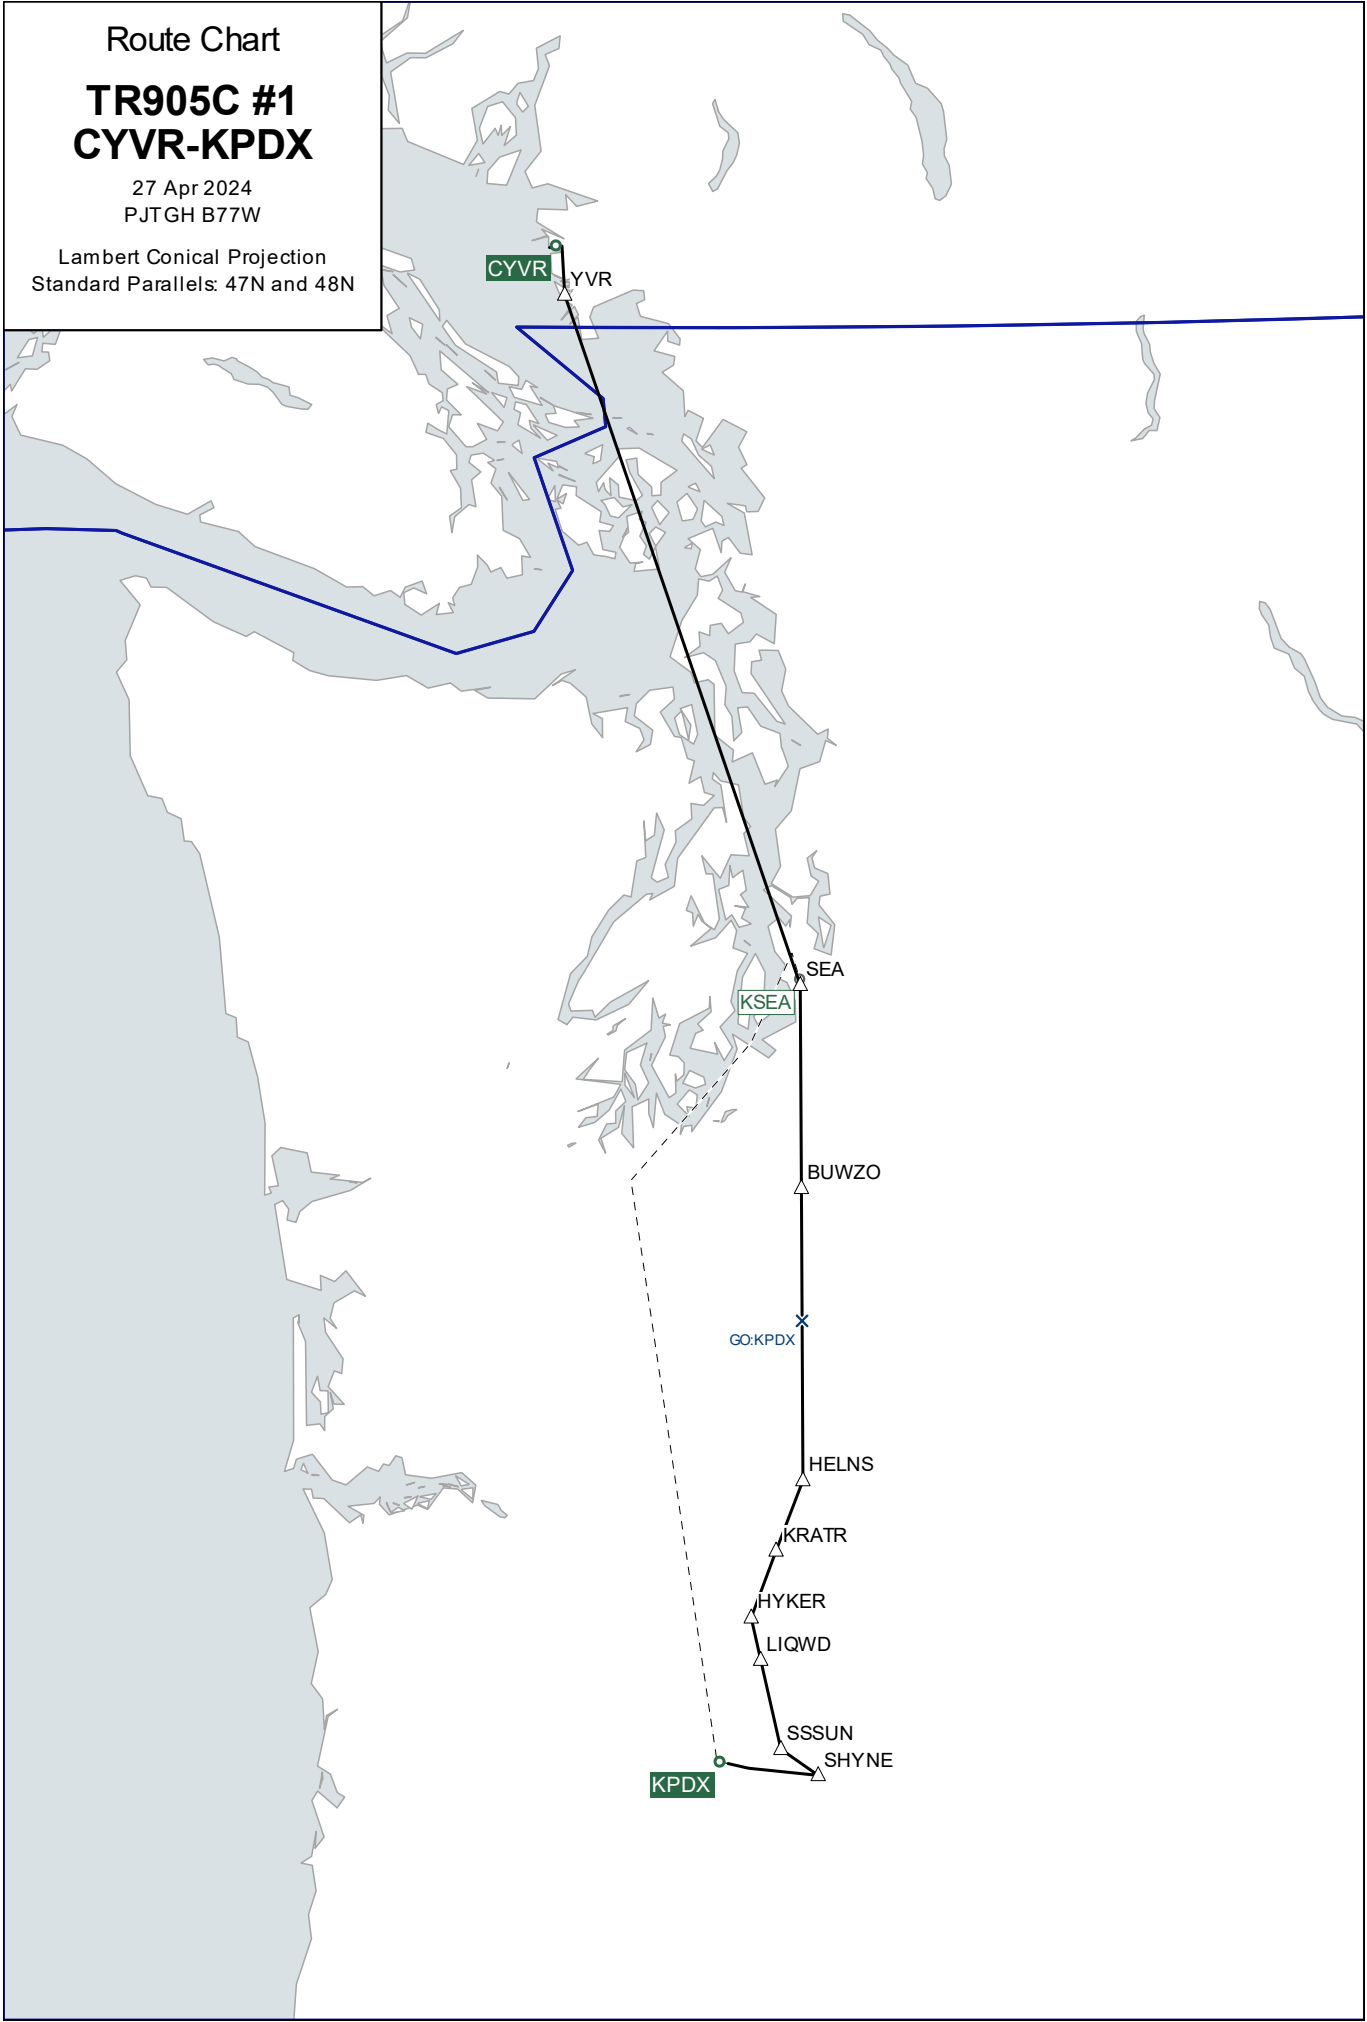 Route Chart
TR905C #1
CYVR-KPDX
27 Apr 2024
PJTGH B77W
Lambert Conical Projection
Standard Parallels: 47N and 48N
CYVR
YVR
SEA
KSEA
BUWZO
GO:KPDX
HELNS
KRATR
HYKER
LIQWD
SSSUN
SHYNE
KPDX